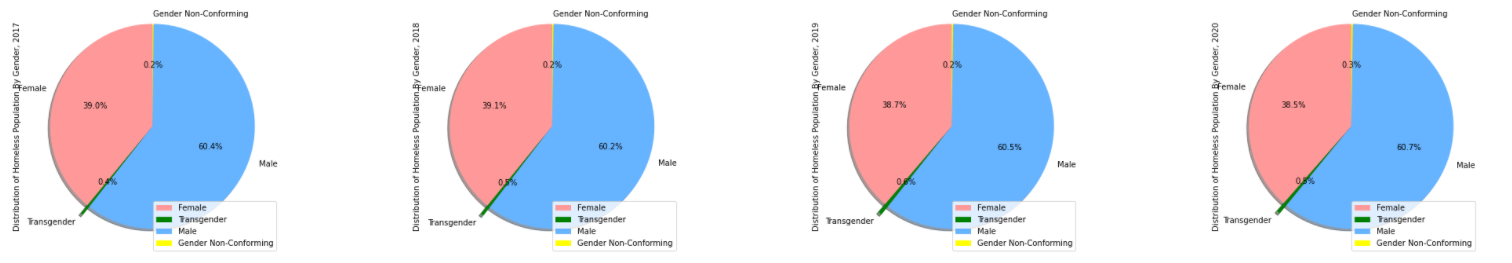 Distribution of Homeless Population By Gender, 2017
Gender Non-Conforming
0.2%
Female
39.0%
60.4%
Male
0.4%
Transgender
Female
Transgender
Male
Gender Non-Conforming
Distribution of Homeless Population By Gender, 2018
Gender Non-Conforming
0.2%
Female
39.1%
60.2%
Male
0.5%
Transgender
Female
Transgender
Male
Gender Non-Conforming
Distribution of Homeless Population By Gender, 2019
Gender Non-Conforming
0.2%
Female
38.7%
60.5%
Male
0.6%
Transgender
Female
Transgender
Male
Gender Non-Conforming
Distribution of Homeless Population By Gender, 2020
Gender Non-Conforming
0.3%
Female
38.5%
60.7%
Male
Transgender
Female
Transgender
Male
Gender Non-Conforming